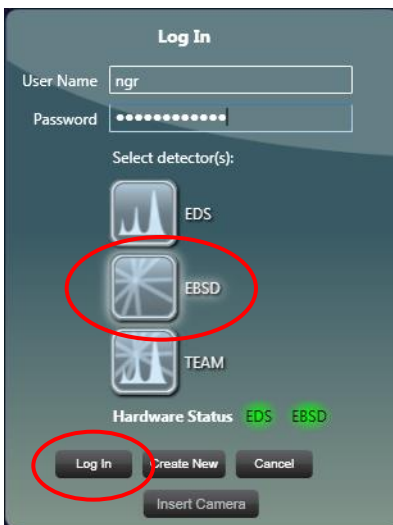 Log In
User Name ngr
Password ●●●●●●●●●●●●
Select detector(s):
EDS
EBSD
TEAM
Hardware Status EDS EBSD
Log In Create New Cancel
Insert Camera